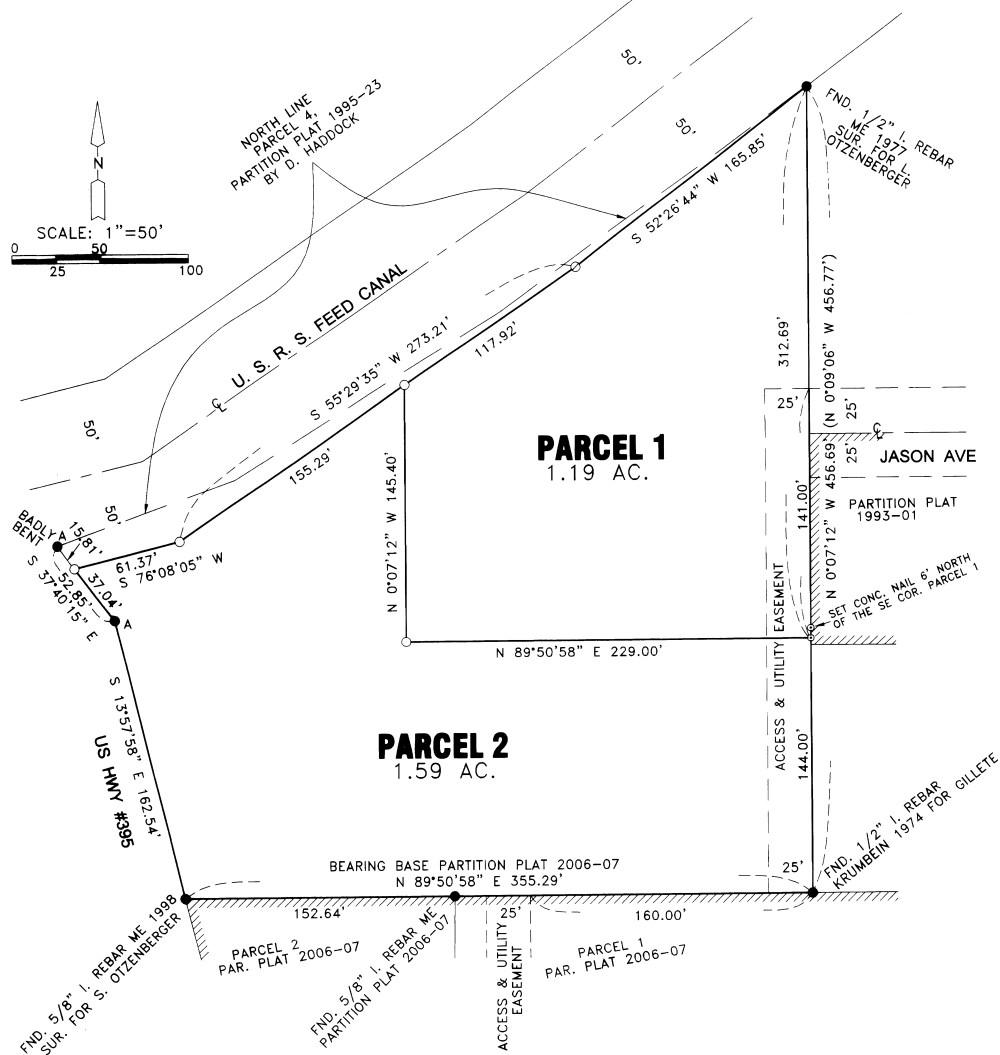 50'
50'
NORTH LINE
PARCEL 4,
PARTITION PLAT 1995-23
BY D. HADDOCK
FND. 1/2" I. REBAR
ME 1977
SUR. FOR L.
OTZENBERGER
N
SCALE: 1"=50'
0
50
25
100
S 52°26'44" W 165.85'
U. S. R. S. FEED CANAL
℄
S 55°29'35" W 273.21'
117.92'
155.29'
312.69'
N 0°07'12" W 456.69' (N 0°09'06" W 456.77')
25'
25'
25'
℄
JASON AVE
50'
50'
PARCEL 1
1.19 AC.
N 0°07'12" W 145.40'
141.00'
PARTITION PLAT
1993-01
BADLY
BENT
A
15.81'
61.37'
S 76°08'05" W
37.04'
52.85'
S 37°40'15" E
A
SET CONC. NAIL 6' NORTH
OF THE SE COR. PARCEL 1
N 89°50'58" E 229.00'
ACCESS & UTILITY EASEMENT
S 13°57'58" E 162.54'
US HWY #395
PARCEL 2
1.59 AC.
144.00'
FND. 1/2" I. REBAR
KRUMBEIN 1974 FOR GILLETE
BEARING BASE PARTITION PLAT 2006-07
N 89°50'58" E 355.29'
25'
152.64'
25'
160.00'
FND. 5/8" I. REBAR ME 1998
SUR. FOR S. OTZENBERGER
PARCEL 2
PAR. PLAT 2006-07
FND. 5/8" I. REBAR ME
PARTITION PLAT 2006-07
ACCESS & UTILITY
EASEMENT
PARCEL 1
PAR. PLAT 2006-07